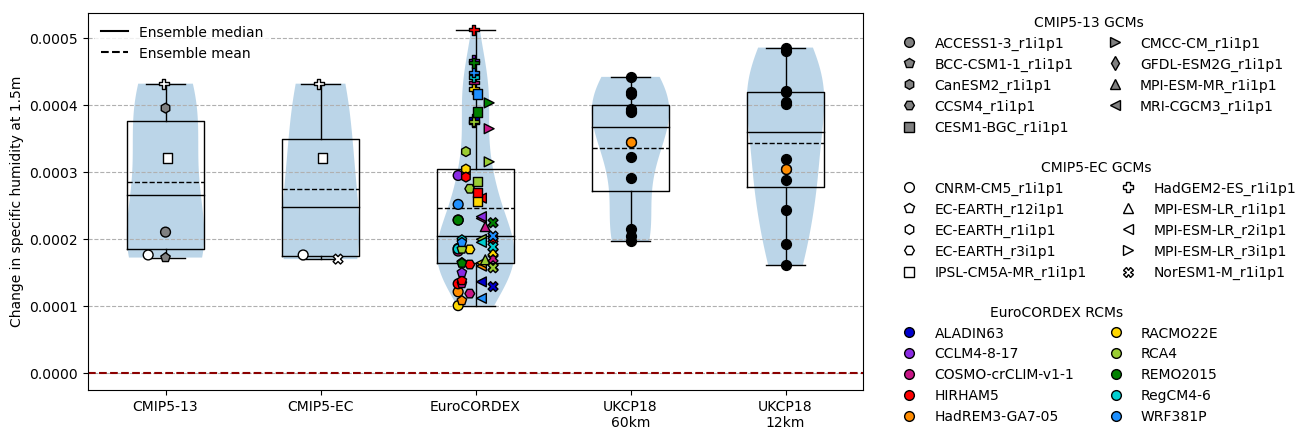 Change in specific humidity at 1.5m
0.0005
0.0004
0.0003
0.0002
0.0001
0.0000
Ensemble median
Ensemble mean
CMIP5-13
CMIP5-EC
EuroCORDEX
UKCP18
60km
UKCP18
12km
CMIP5-13 GCMs
ACCESS1-3_r1i1p1
BCC-CSM1-1_r1i1p1
CanESM2_r1i1p1
CCSM4_r1i1p1
CESM1-BGC_r1i1p1
CMCC-CM_r1i1p1
GFDL-ESM2G_r1i1p1
MPI-ESM-MR_r1i1p1
MRI-CGCM3_r1i1p1
CMIP5-EC GCMs
CNRM-CM5_r1i1p1
EC-EARTH_r12i1p1
EC-EARTH_r1i1p1
EC-EARTH_r3i1p1
IPSL-CM5A-MR_r1i1p1
HadGEM2-ES_r1i1p1
MPI-ESM-LR_r1i1p1
MPI-ESM-LR_r2i1p1
MPI-ESM-LR_r3i1p1
NorESM1-M_r1i1p1
EuroCORDEX RCMs
ALADIN63
CCLM4-8-17
COSMO-crCLIM-v1-1
HIRHAM5
HadREM3-GA7-05
RACMO22E
RCA4
REMO2015
RegCM4-6
WRF381P